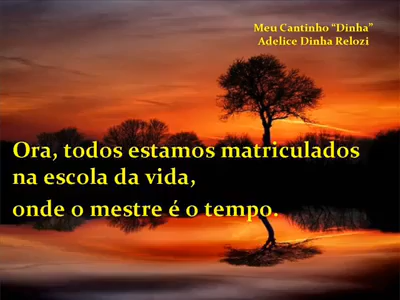 Meu Cantinho “Dinha”
Adelice Dinha Relozi
Ora, todos estamos matriculados
na escola da vida,
onde o mestre é o tempo.